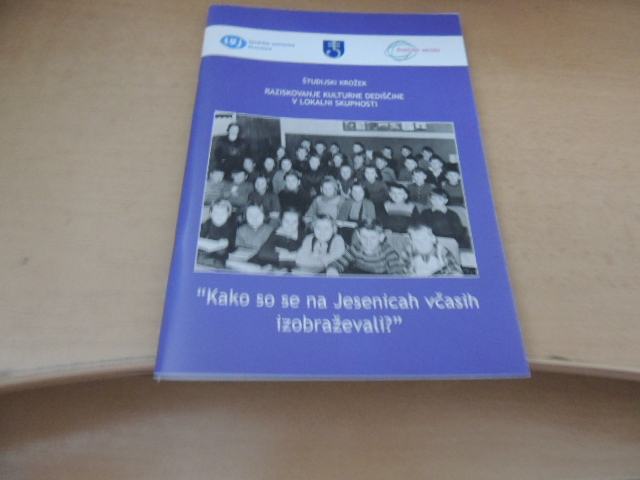 ŠTUDIJSKI KROŽEK
RAZISKOVANJE KULTURNE DEDIŠČINE
V LOKALNI SKUPNOSTI
"Kako so se na Jesenicah včasih
izobraževali?"